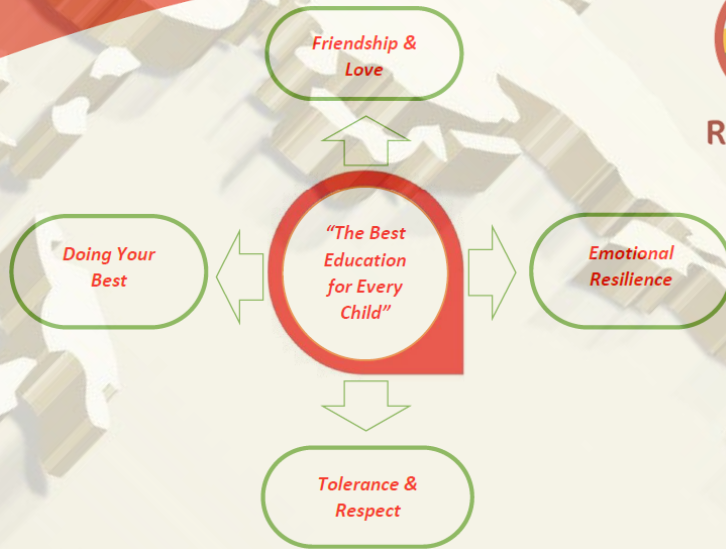 Friendship &
Love
R
Doing Your
Best
“The Best
Education
for Every
Child”
Emotional
Resilience
Tolerance &
Respect